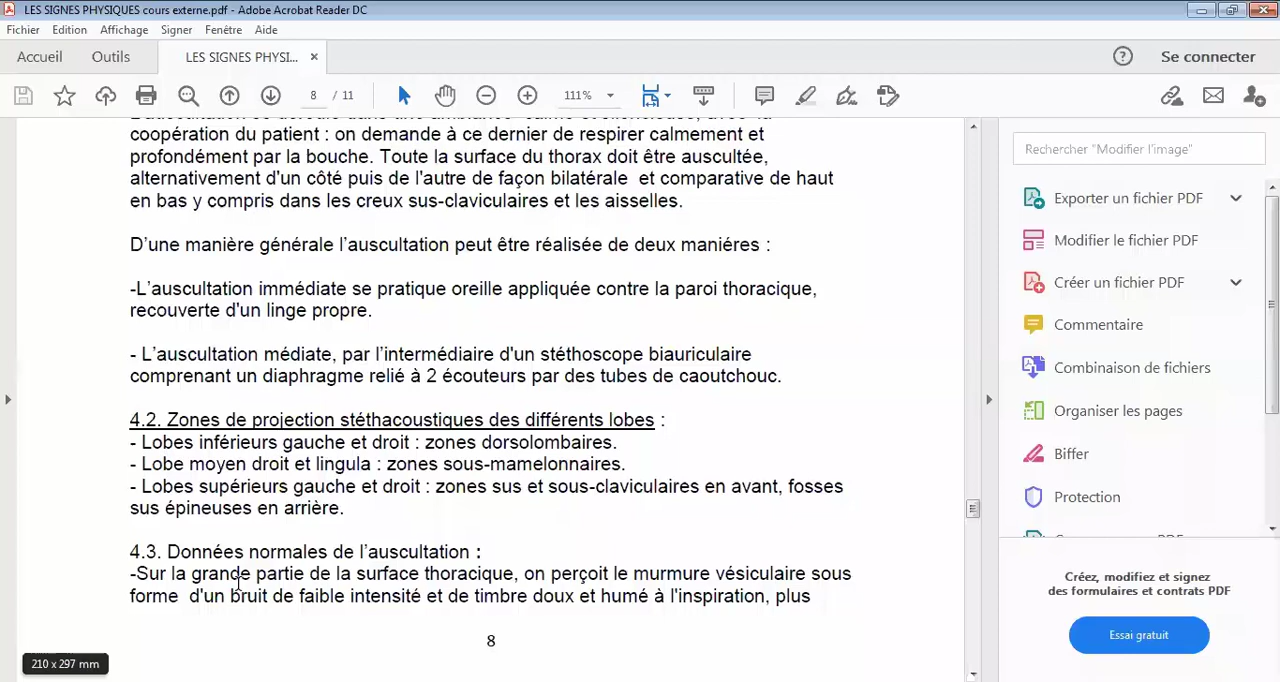 LES SIGNES PHYSIQUES cours externe.pdf - Adobe Acrobat Reader DC
Fichier Edition Affichage Signer Fenêtre Aide
Accueil Outils LES SIGNES PHYSI... × Se connecter
8 / 11 111%
coopération du patient : on demande à ce dernier de respirer calmement et
profondément par la bouche. Toute la surface du thorax doit être auscultée,
alternativement d'un côté puis de l'autre de façon bilatérale et comparative de haut
en bas y compris dans les creux sus-claviculaires et les aisselles.
D'une manière générale l'auscultation peut être réalisée de deux maniéres :
-L'auscultation immédiate se pratique oreille appliquée contre la paroi thoracique,
recouverte d'un linge propre.
- L'auscultation médiate, par l'intermédiaire d'un stéthoscope biauriculaire
comprenant un diaphragme relié à 2 écouteurs par des tubes de caoutchouc.
4.2. Zones de projection stéthacoustiques des différents lobes :
- Lobes inférieurs gauche et droit : zones dorsolombaires.
- Lobe moyen droit et lingula : zones sous-mamelonnaires.
- Lobes supérieurs gauche et droit : zones sus et sous-claviculaires en avant, fosses
sus épineuses en arrière.
4.3. Données normales de l'auscultation :
-Sur la grande partie de la surface thoracique, on perçoit le murmure vésiculaire sous
forme d'un bruit de faible intensité et de timbre doux et humé à l'inspiration, plus
8
210 x 297 mm
Rechercher "Modifier l'image"
Exporter un fichier PDF
Modifier le fichier PDF
Créer un fichier PDF
Commentaire
Combinaison de fichiers
Organiser les pages
Biffer
Protection
Créez, modifiez et signez
des formulaires et contrats PDF
Essai gratuit